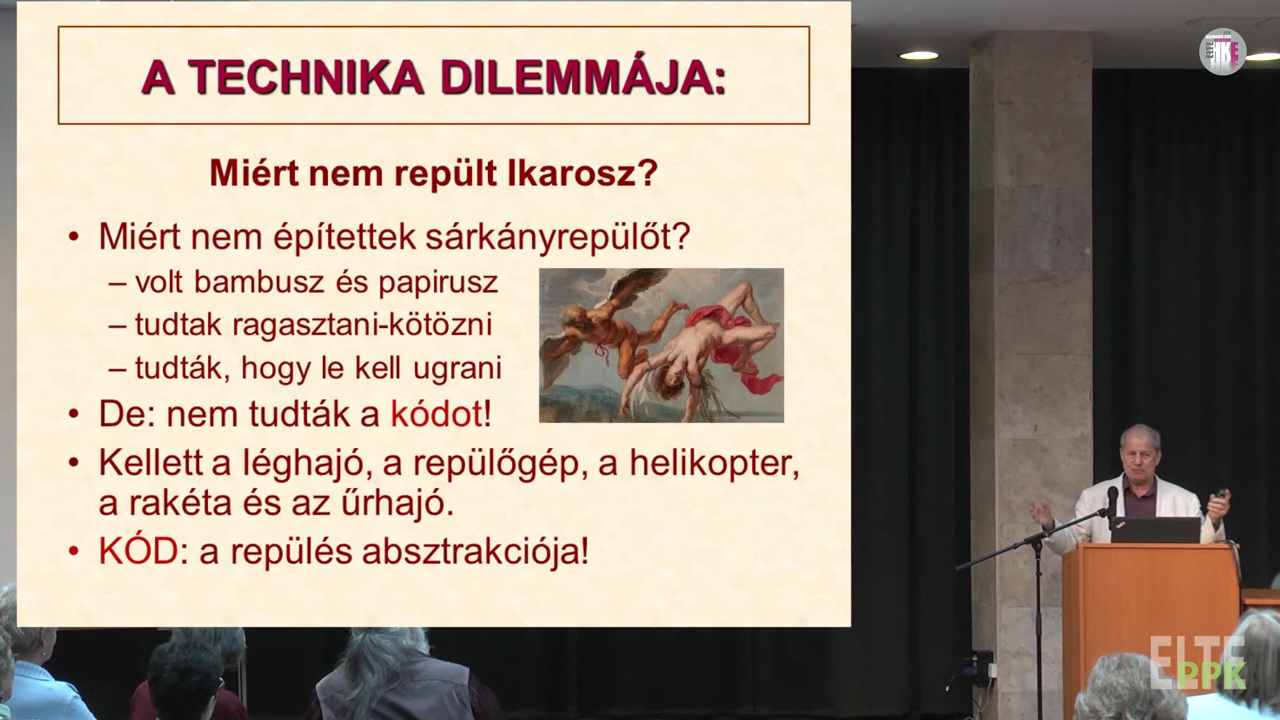 A TECHNIKA DILEMMÁJA:
Miért nem repült Ikarosz?
• Miért nem építettek sárkányrepülőt?
– volt bambusz és papirusz
– tudtak ragasztani-kötözni
– tudták, hogy le kell ugrani
• De: nem tudták a kódot!
• Kellett a léghajó, a repülőgép, a helikopter,
a rakéta és az űrhajó.
• KÓD: a repülés absztrakciója!
ELTE
PPK